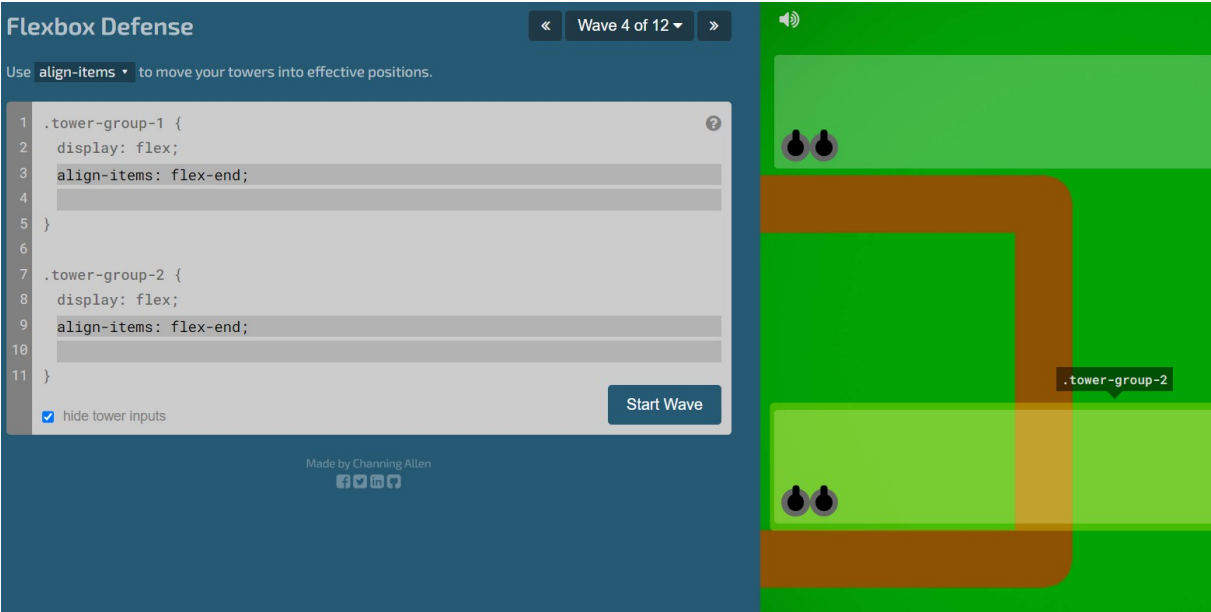 Flexbox Defense
« Wave 4 of 12 »
Use align-items to move your towers into effective positions.
1 .tower-group-1 {
2 display: flex;
3 align-items: flex-end;
4
5 }
6
7 .tower-group-2 {
8 display: flex;
9 align-items: flex-end;
10
11 }
hide tower inputs
Start Wave
Made by Channing Allen
.tower-group-2